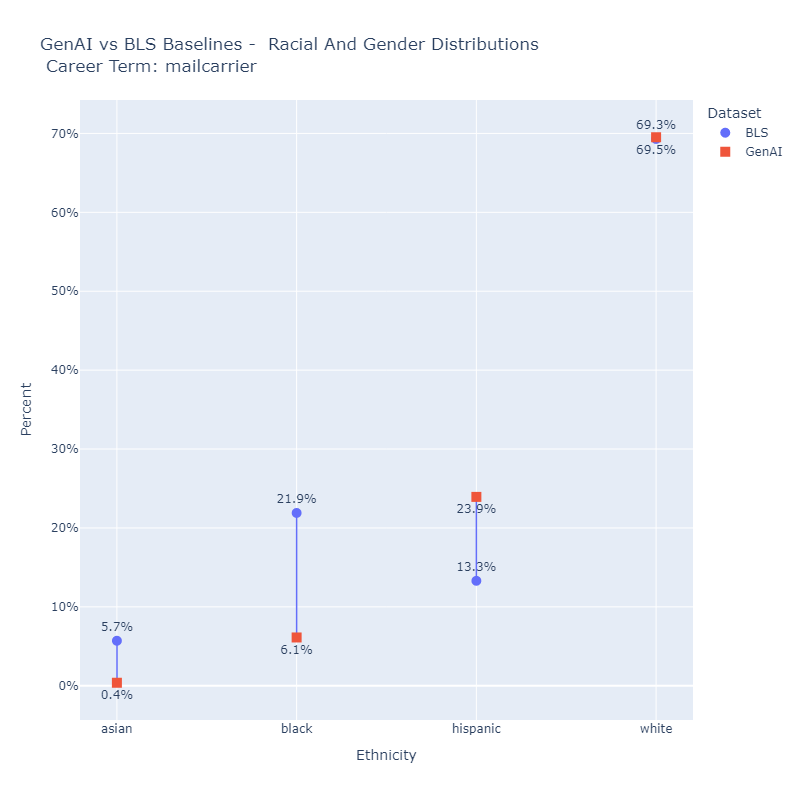 GenAI vs BLS Baselines -  Racial And Gender Distributions
Career Term: mailcarrier
Dataset
BLS
GenAI
69.3%
69.5%
70%
60%
50%
40%
30%
20%
10%
0%
Percent
21.9%
23.9%
13.3%
5.7%
6.1%
0.4%
asian
black
hispanic
white
Ethnicity